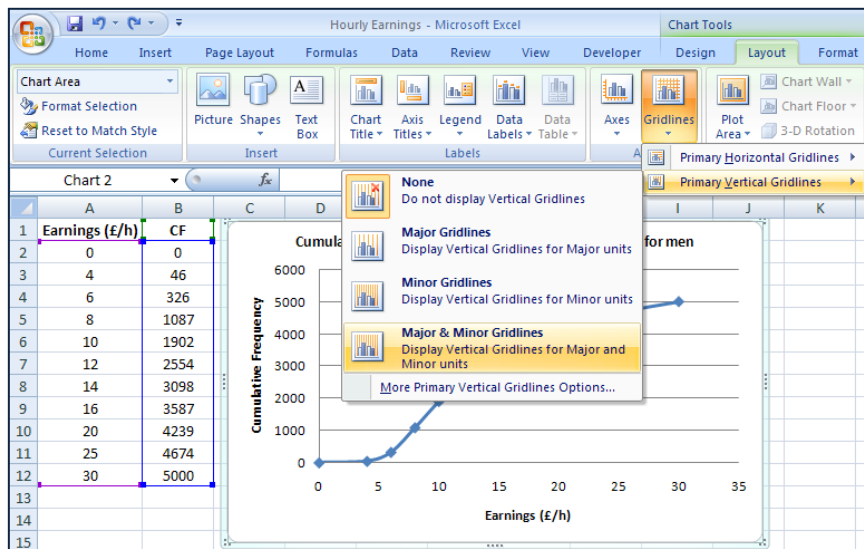 Hourly Earnings - Microsoft Excel
Chart Tools
Home Insert Page Layout Formulas Data Review View Developer Design Layout Format
Chart Area
Format Selection
Reset to Match Style
Current Selection
Picture Shapes Text Box
Insert
Chart Title Axis Titles Legend Data Labels Data Table
Labels
Axes Gridlines
A
Plot Area
Chart Wall
Chart Floor
3-D Rotation
Primary Horizontal Gridlines
Primary Vertical Gridlines
Chart 2
fx
None
Do not display Vertical Gridlines
Major Gridlines
Display Vertical Gridlines for Major units
Minor Gridlines
Display Vertical Gridlines for Minor units
Major & Minor Gridlines
Display Vertical Gridlines for Major and
Minor units
More Primary Vertical Gridlines Options...
A B C D I J K
1 Earnings (£/h) CF
2 0 0
3 4 46
4 6 326
5 8 1087
6 10 1902
7 12 2554
8 14 3098
9 16 3587
10 20 4239
11 25 4674
12 30 5000
13
14
15
Cumula
for men
Cumulative Frequency
6000
5000
4000
3000
2000
1000
0
0 5 10 15 20 25 30 35
Earnings (£/h)